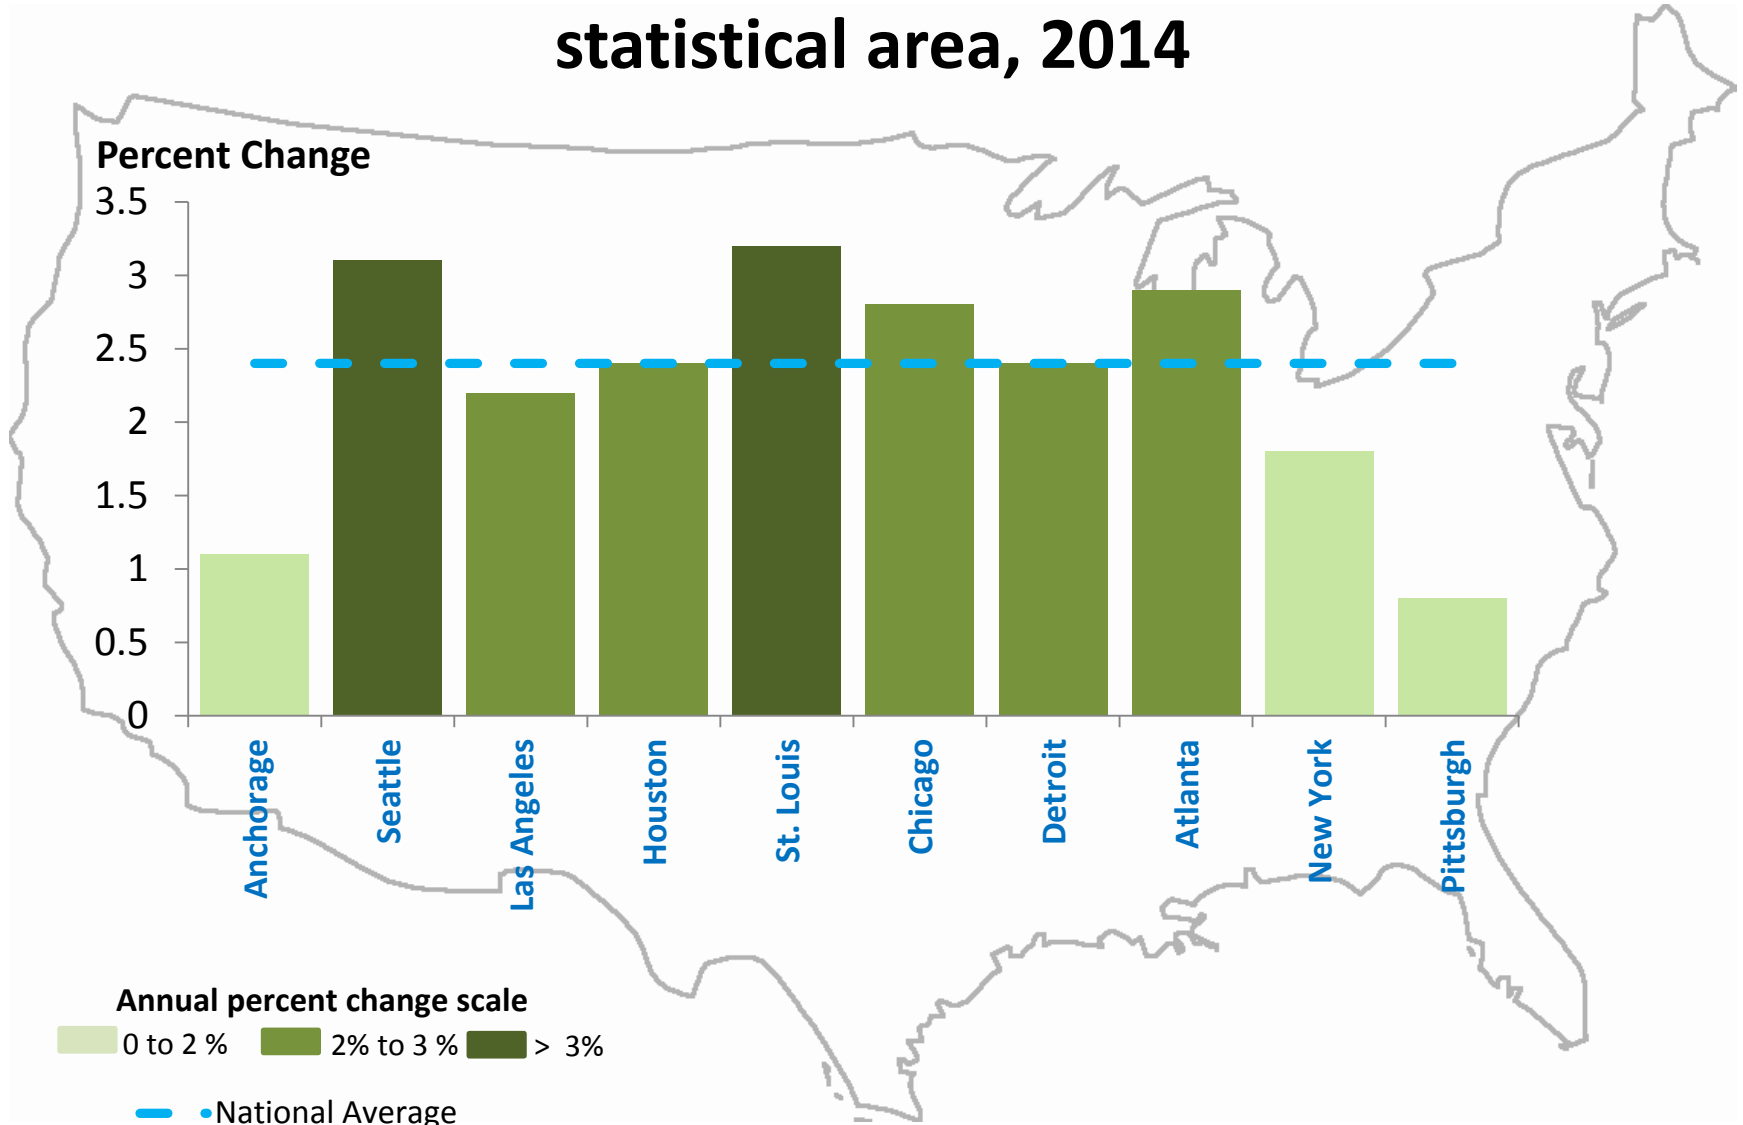 statistical area, 2014
Percent Change
3.5
3
2.5
2
1.5
1
0.5
0
Anchorage
Seattle
Las Angeles
Houston
St. Louis
Chicago
Detroit
Atlanta
New York
Pittsburgh
Annual percent change scale
0 to 2 % 2% to 3 % > 3%
National Average